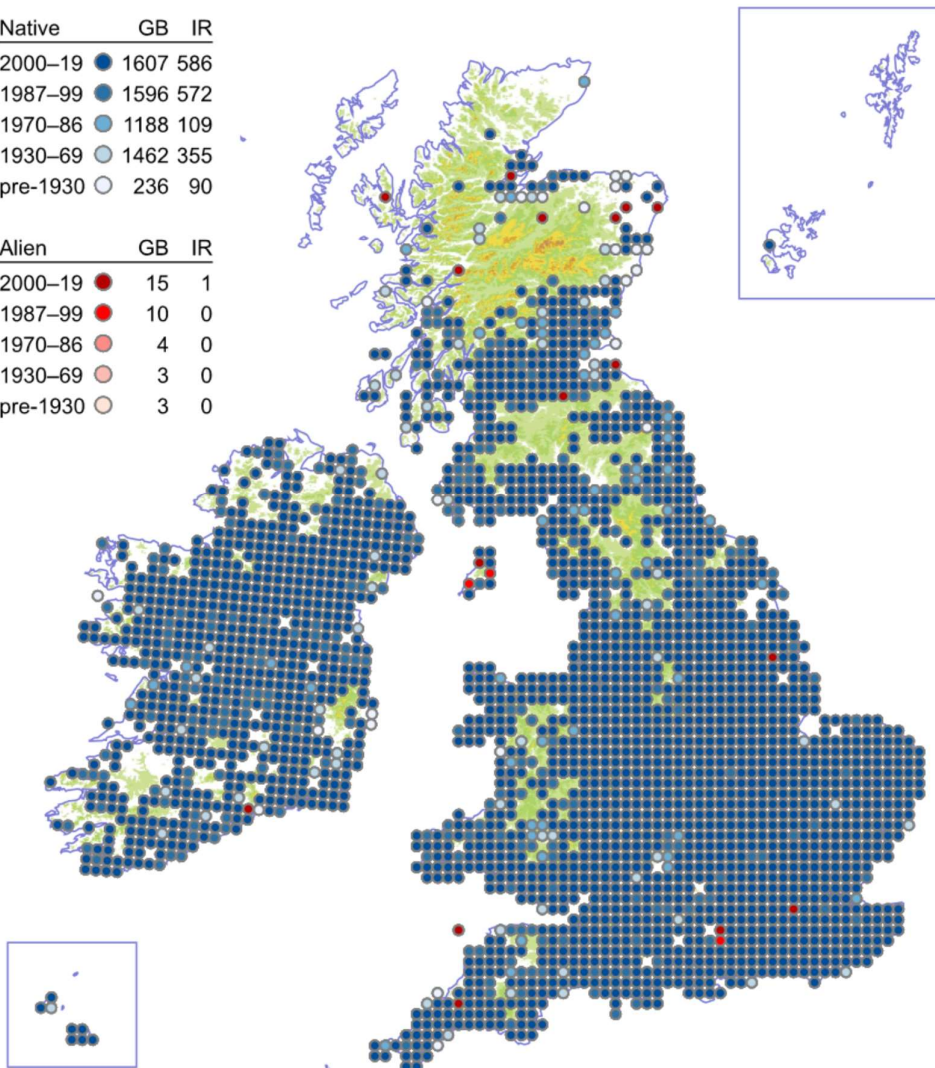 Native GB IR
2000–19 1607 586
1987–99 1596 572
1970–86 1188 109
1930–69 1462 355
pre-1930 236 90
Alien GB IR
2000–19 15 1
1987–99 10 0
1970–86 4 0
1930–69 3 0
pre-1930 3 0